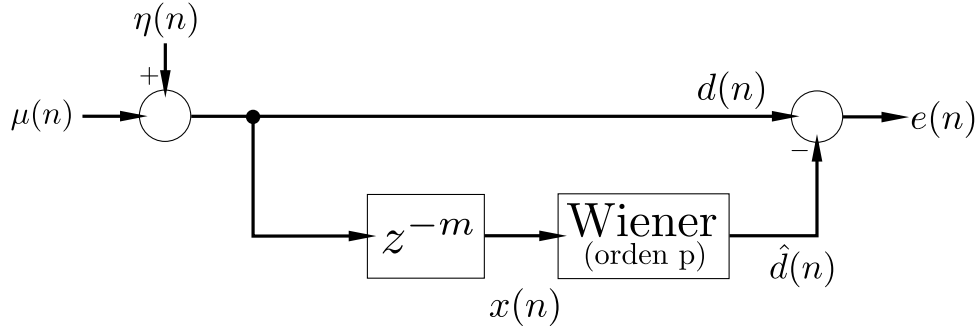 η(n)
+
μ(n)
d(n)
e(n)
−
z⁻ᵐ
Wiener
(orden p)
x(n)
d̂(n)